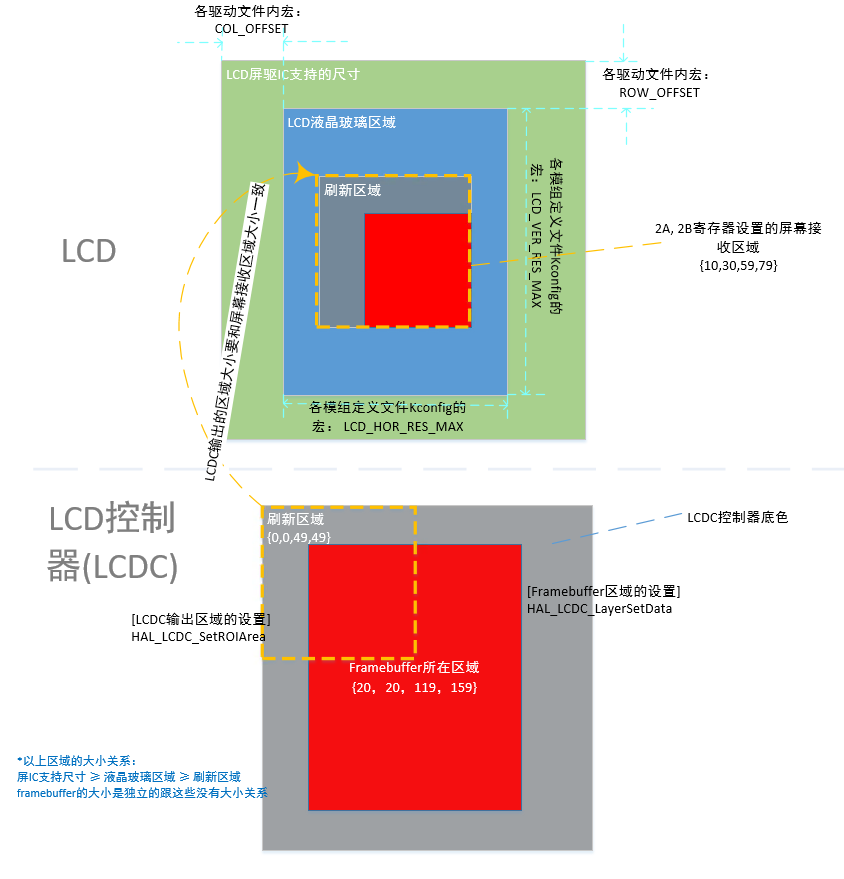 各驱动文件内宏：
COL_OFFSET
LCD屏驱IC支持的尺寸
各驱动文件内宏：
ROW_OFFSET
LCD液晶玻璃区域
刷新区域
各模组定义文件Kconfig的
宏：LCD_VER_RES_MAX
2A, 2B寄存器设置的屏幕接
收区域
{10,30,59,79}
LCD
LCDC输出的区域大小要和屏幕接收区域大小一致
各模组定义文件Kconfig的
宏： LCD_HOR_RES_MAX
LCD控制
器(LCDC)
刷新区域
{0,0,49,49}
LCDC控制器底色
[Framebuffer区域的设置]
HAL_LCDC_LayerSetData
[LCDC输出区域的设置]
HAL_LCDC_SetROIArea
Framebuffer所在区域
{20，20，119，159}
*以上区域的大小关系：
屏IC支持尺寸 ≥ 液晶玻璃区域 ≥ 刷新区域
framebuffer的大小是独立的跟这些没有大小关系